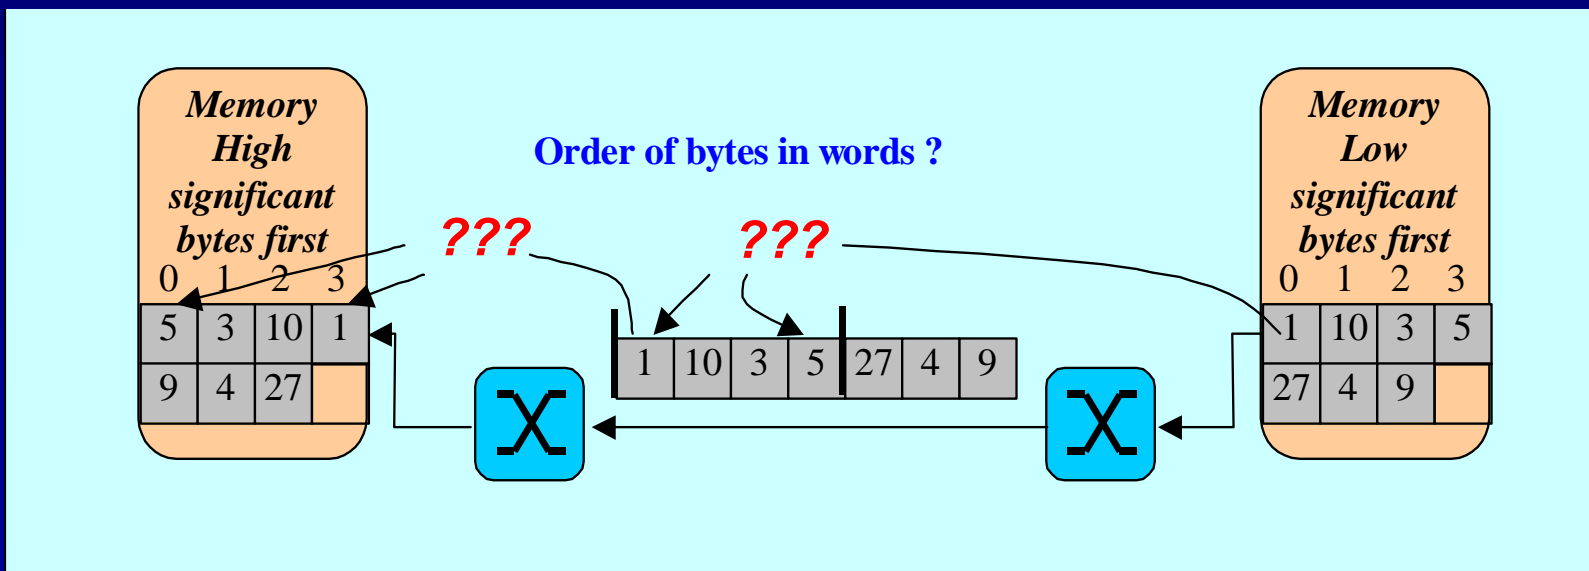 Memory
High
significant
bytes first
0 1 2 3
5 3 10 1
9 4 27
Order of bytes in words ?
??? ???
1 10 3 5 27 4 9
Memory
Low
significant
bytes first
0 1 2 3
1 10 3 5
27 4 9